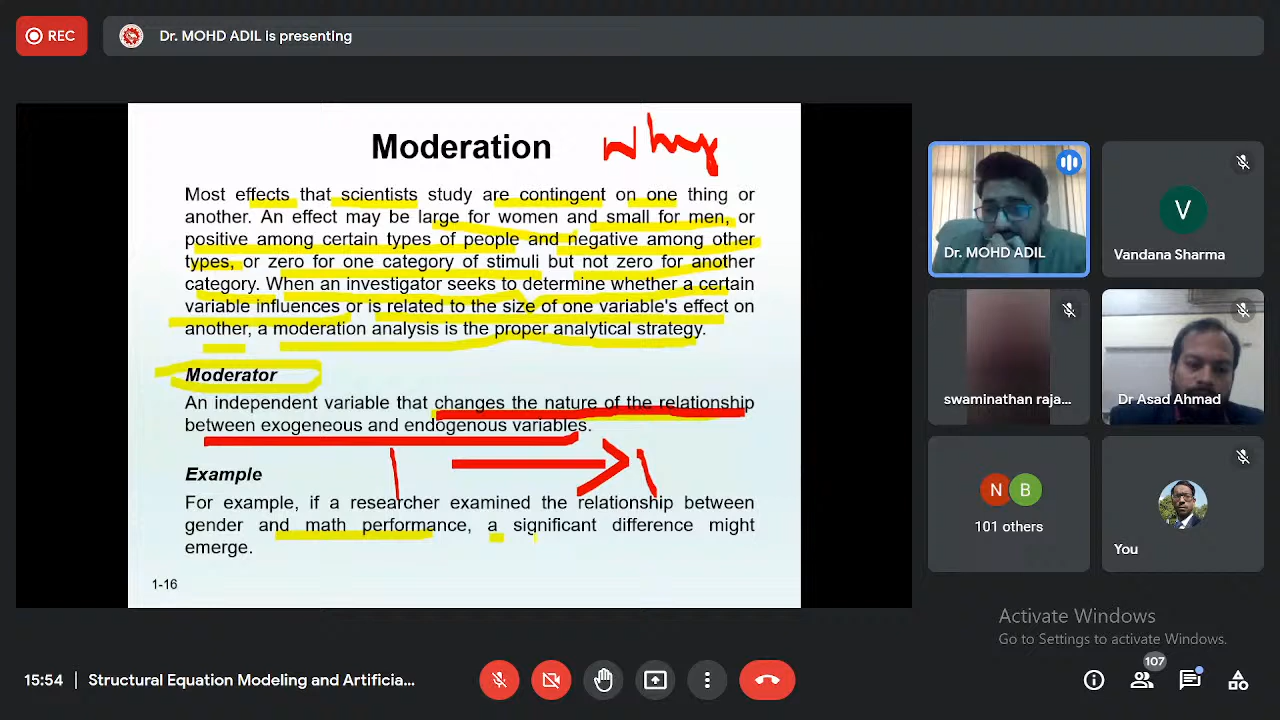 REC
Dr. MOHD ADIL is presenting
Moderation why
Most effects that scientists study are contingent on one thing or
another. An effect may be large for women and small for men, or
positive among certain types of people and negative among other
types, or zero for one category of stimuli but not zero for another
category. When an investigator seeks to determine whether a certain
variable influences or is related to the size of one variable's effect on
another, a moderation analysis is the proper analytical strategy.
Moderator
An independent variable that changes the nature of the relationship
between exogeneous and endogenous variables.
Example
For example, if a researcher examined the relationship between
gender and math performance, a significant difference might
emerge.
1-16
Dr. MOHD ADIL
V
Vandana Sharma
swaminathan raja...
Dr Asad Ahmad
N B
101 others
You
Activate Windows
Go to Settings to activate Windows.
15:54 | Structural Equation Modeling and Artificia...
107